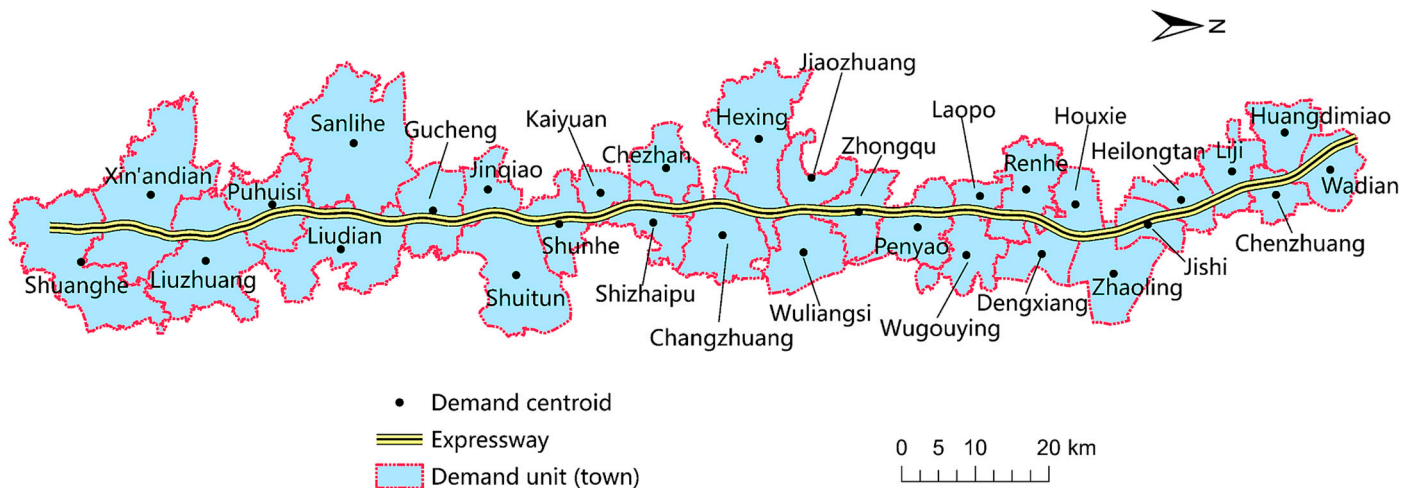 N
Jiaozhuang
Hexing
Laopo
Houxie
Huangdimiao
Sanlihe
Gucheng
Kaiyuan
Chezhan
Zhongqu
Renhe
Heilongtan
Liji
Xin'andian
Puhuisi
Jinqiao
Wadian
Liudian
Shunhe
Penyao
Chenzhuang
Shuanghe
Liuzhuang
Shuitun
Shizhaipu
Wuliangsi
Dengxiang
Zhaoling
Jishi
Changzhuang
Wugouying
Demand centroid
Expressway
Demand unit (town)
0 5 10 20 km